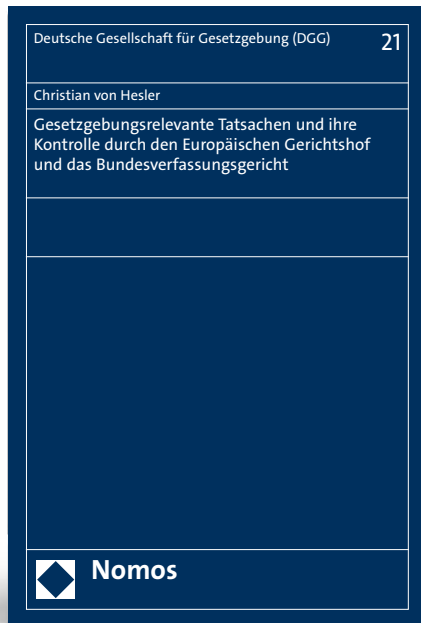 Deutsche Gesellschaft für Gesetzgebung (DGG) 21
Christian von Hesler
Gesetzgebungsrelevante Tatsachen und ihre
Kontrolle durch den Europäischen Gerichtshof
und das Bundesverfassungsgericht
Nomos